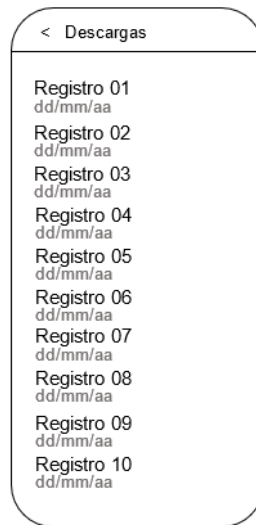 < Descargas
Registro 01
dd/mm/aa
Registro 02
dd/mm/aa
Registro 03
dd/mm/aa
Registro 04
dd/mm/aa
Registro 05
dd/mm/aa
Registro 06
dd/mm/aa
Registro 07
dd/mm/aa
Registro 08
dd/mm/aa
Registro 09
dd/mm/aa
Registro 10
dd/mm/aa